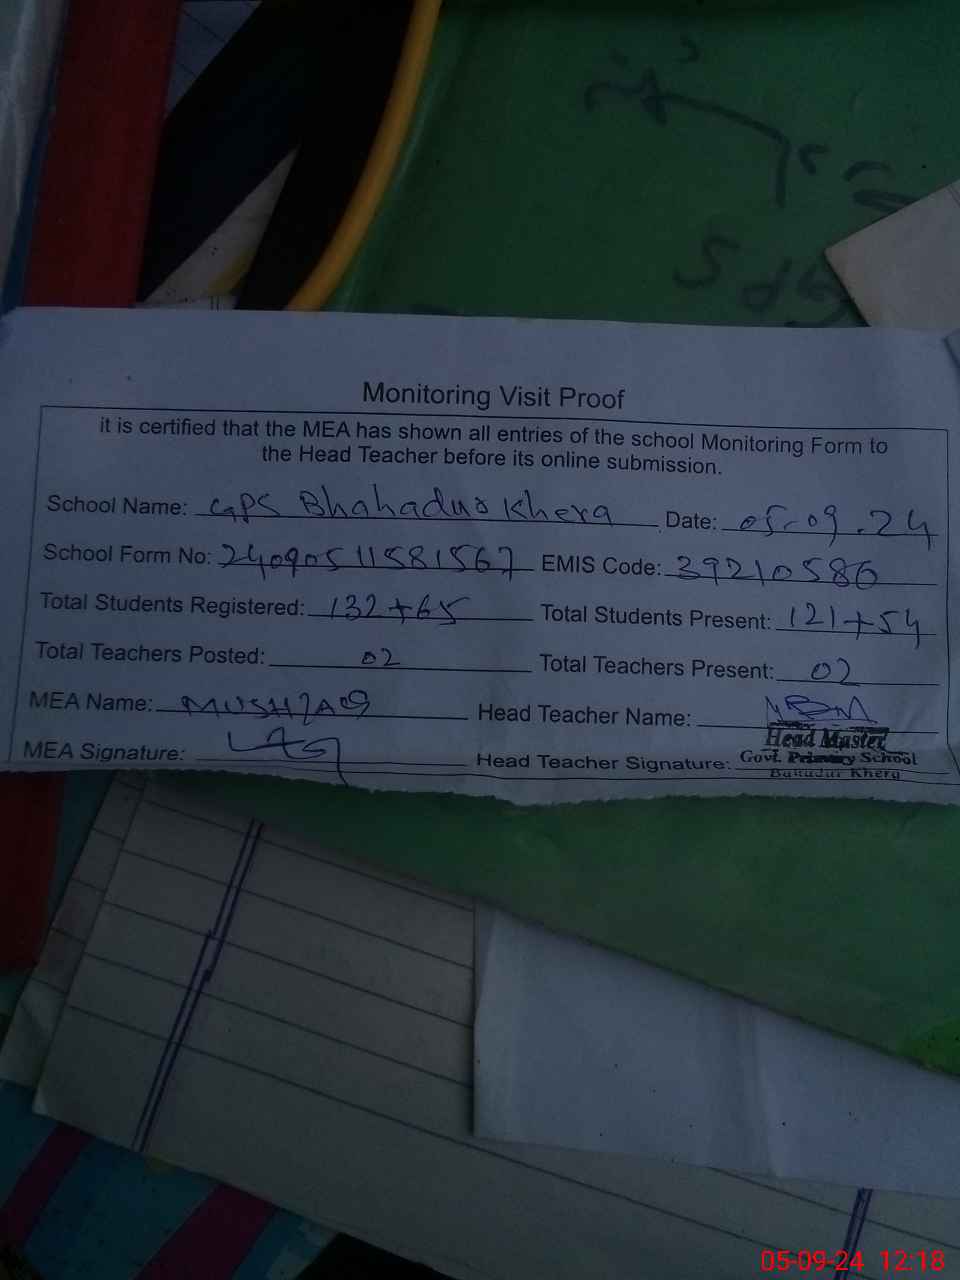 Monitoring Visit Proof
it is certified that the MEA has shown all entries of the school Monitoring Form to
the Head Teacher before its online submission.
School Name: GPS Bhahadur Khera Date: 05-09-24
School Form No: 240905 11581567 EMIS Code: 39210586
Total Students Registered: 132+65 Total Students Present: 121+54
Total Teachers Posted: 02 Total Teachers Present: 02
MEA Name: MUSHTAQ Head Teacher Name:
Head Master
MEA Signature: Head Teacher Signature: Govt. Primary School
Bahadur Khera
05-09-24 12:18